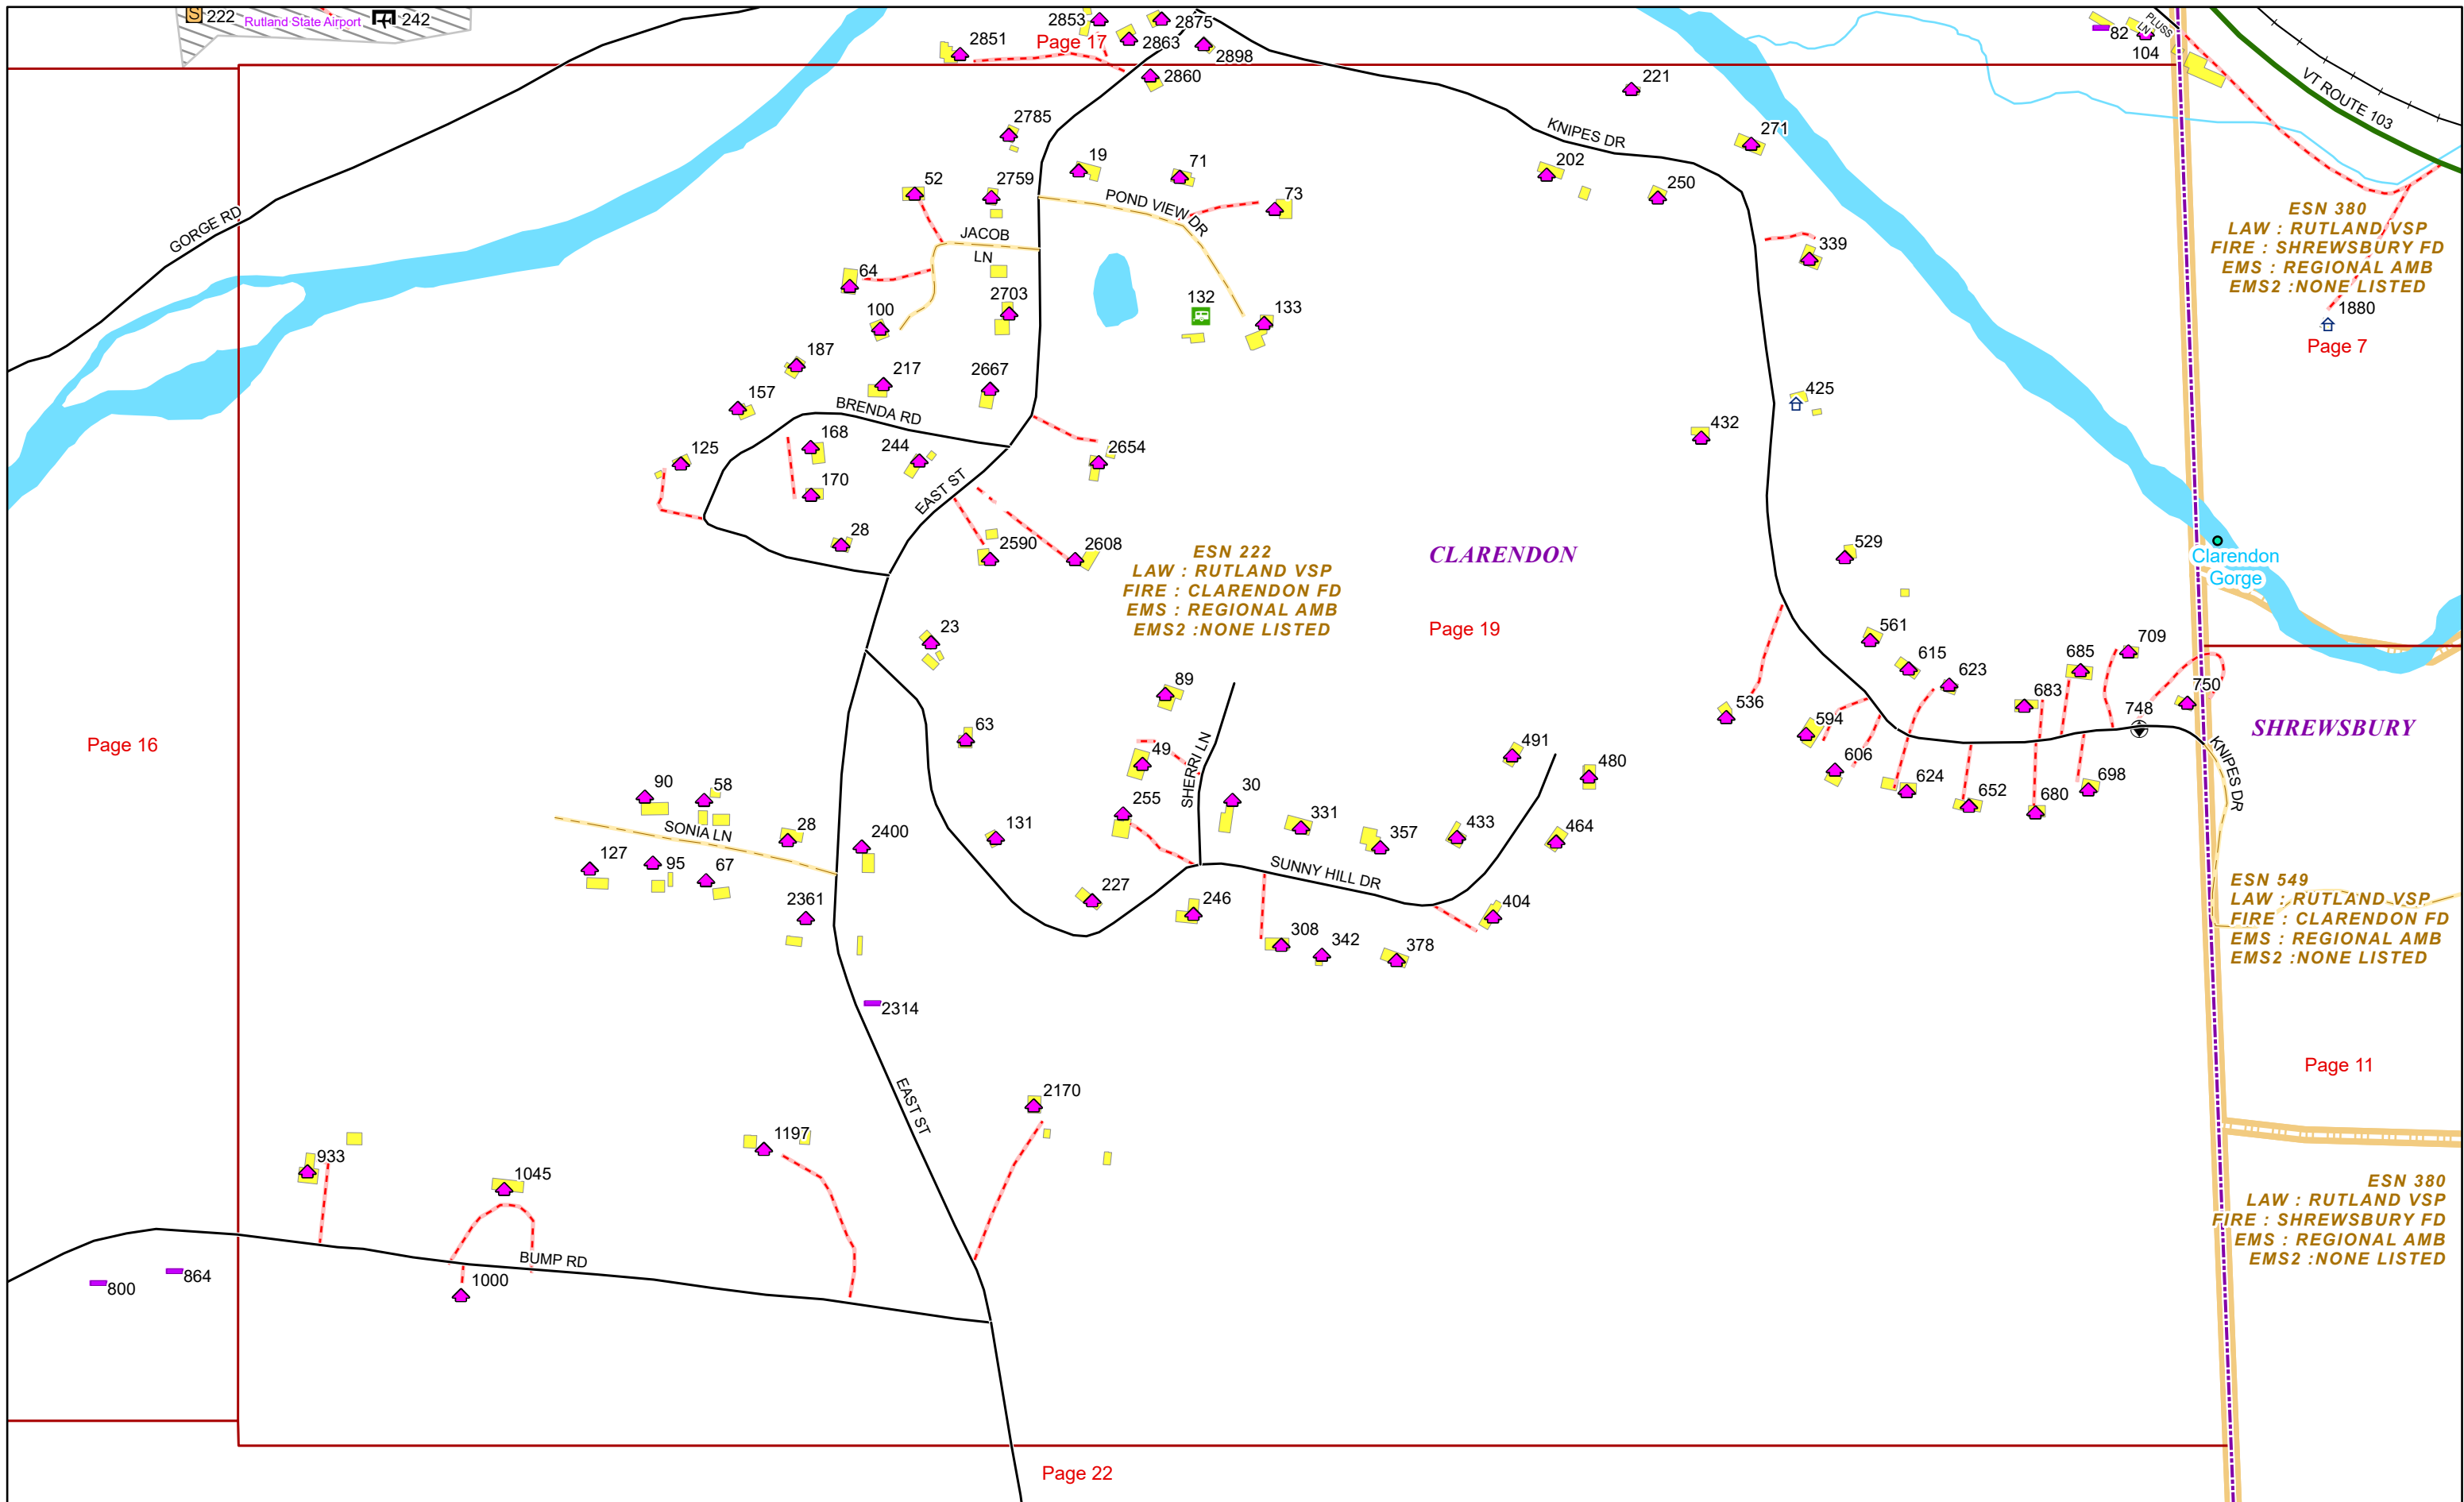 222
Rutland State Airport
242
2853
2875
Page 17
2863
2851
2898
2860
82
PLUSS
LN
104
VT ROUTE 103
221
2785
KNIPES DR
271
19
71
202
250
52
2759
POND VIEW DR
73
GORGE RD
JACOB
LN
339
ESN 380
LAW : RUTLAND VSP
FIRE : SHREWSBURY FD
EMS : REGIONAL AMB
EMS2 :NONE LISTED
64
2703
132
133
1880
Page 7
100
187
217
2667
157
425
BRENDA RD
432
168
244
125
2654
170
EAST ST
28
2590
2608
529
ESN 222
LAW : RUTLAND VSP
FIRE : CLARENDON FD
EMS : REGIONAL AMB
EMS2 :NONE LISTED
CLARENDON
Clarendon
Gorge
Page 19
23
561
615
623
685
709
89
683
750
536
594
748
SHREWSBURY
63
49
SHERRI LN
491
480
606
624
652
680
698
KNIPES DR
Page 16
90
58
30
255
331
357
433
464
SONIA LN
28
2400
131
127
95
67
SUNNY HILL DR
227
246
404
2361
308
342
378
ESN 549
LAW : RUTLAND VSP
FIRE : CLARENDON FD
EMS : REGIONAL AMB
EMS2 :NONE LISTED
2314
Page 11
EAST ST
2170
1197
933
1045
ESN 380
LAW : RUTLAND VSP
FIRE : SHREWSBURY FD
EMS : REGIONAL AMB
EMS2 :NONE LISTED
BUMP RD
1000
800
864
Page 22
S